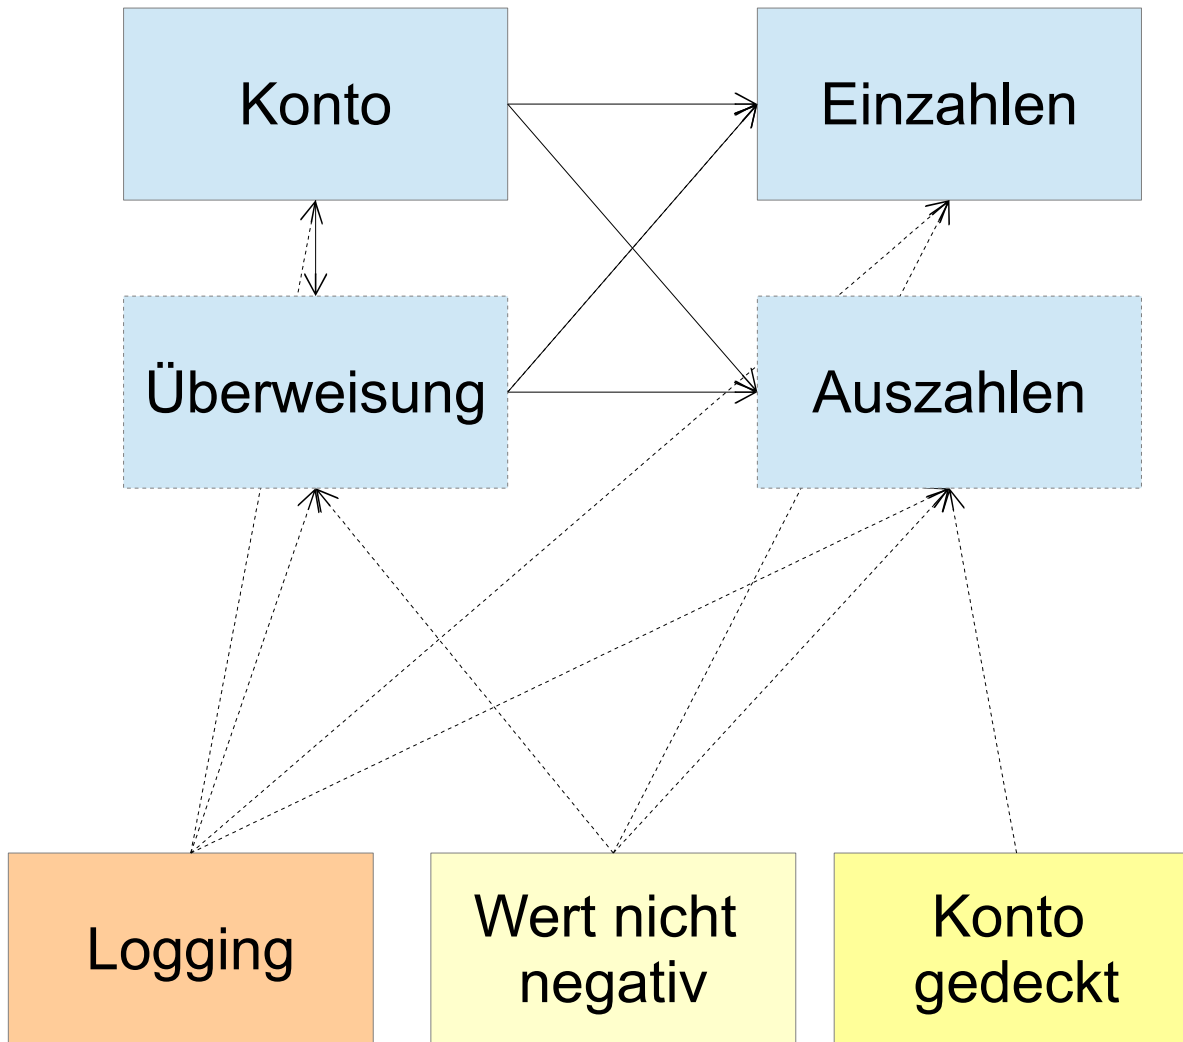 Konto
Einzahlen
Überweisung
Auszahlen
Logging
Wert nicht
negativ
Konto
gedeckt